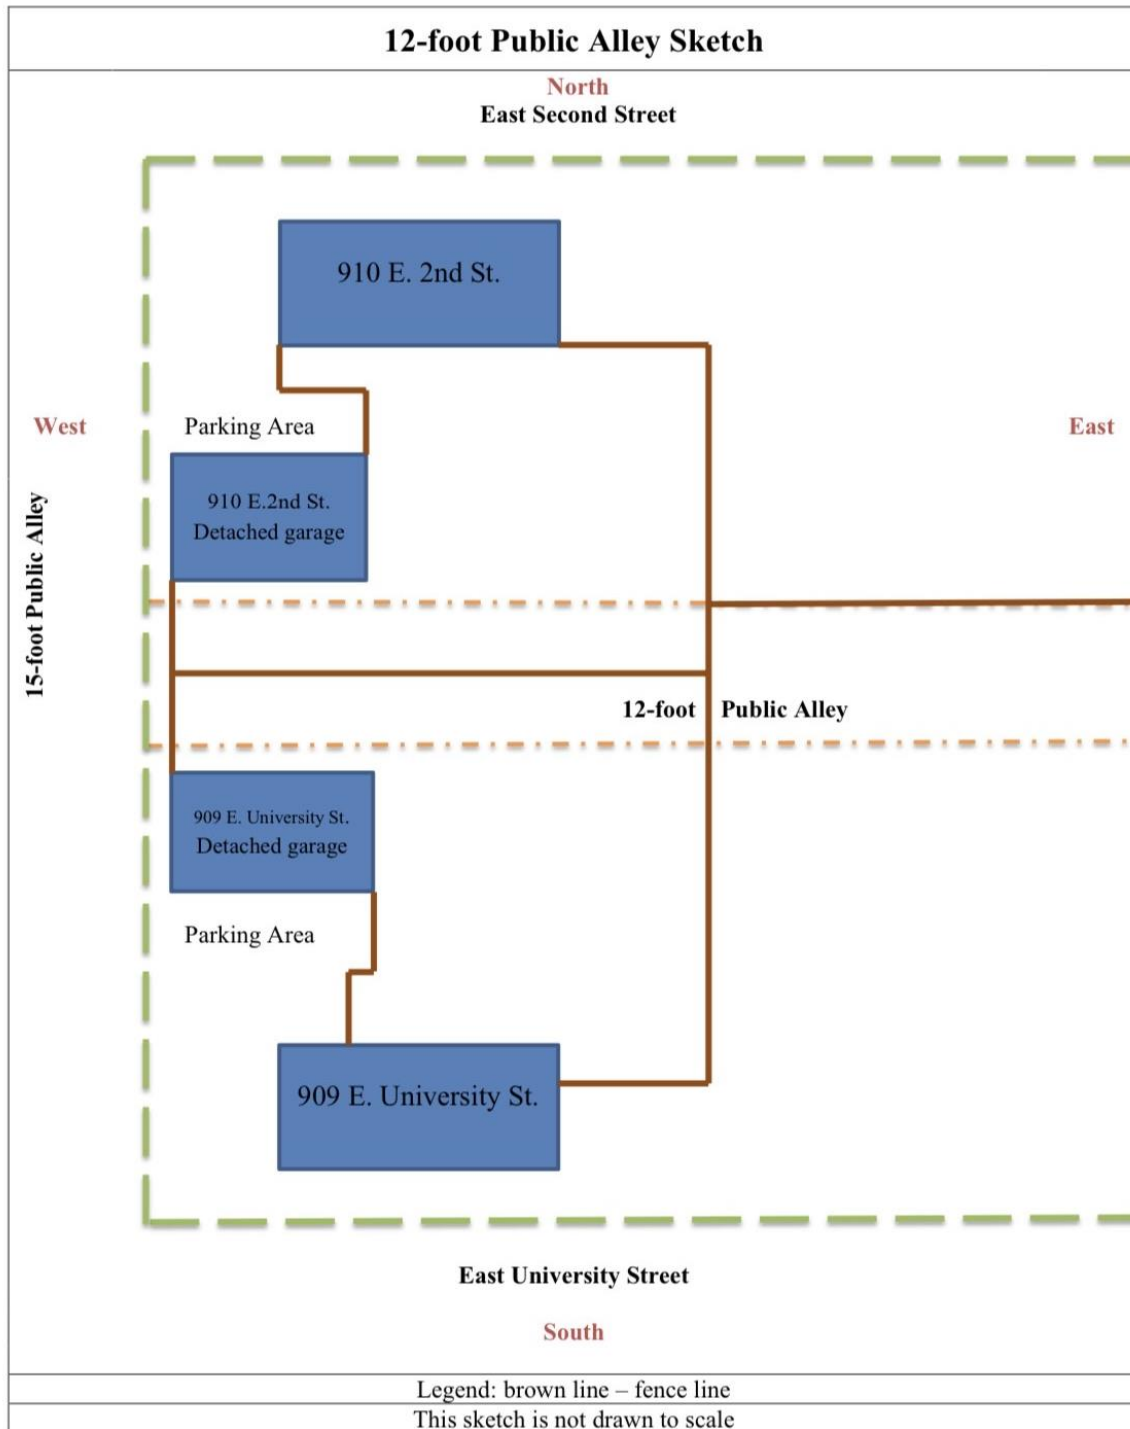 12-foot Public Alley Sketch
North
East Second Street
910 E. 2nd St.
West
Parking Area
East
910 E.2nd St.
Detached garage
15-foot Public Alley
12-foot Public Alley
909 E. University St.
Detached garage
Parking Area
909 E. University St.
East University Street
South
Legend: brown line – fence line
This sketch is not drawn to scale